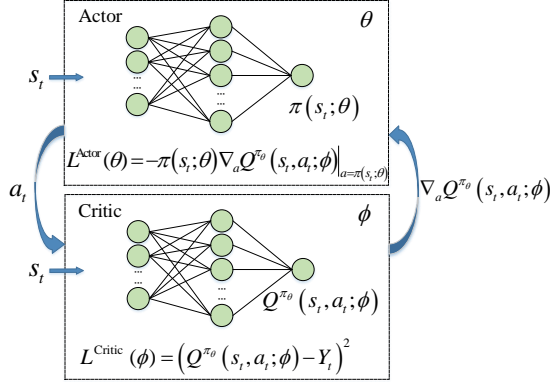 Actor θ
s_t
π(s_t;θ)
L^Actor(θ)=−π(s_t;θ)∇_a Q^{π_θ}(s_t,a_t;ϕ)|_{a=π(s_t;θ)}
a_t
∇_a Q^{π_θ}(s_t,a_t;ϕ)
Critic ϕ
s_t
Q^{π_θ}(s_t,a_t;ϕ)
L^Critic(ϕ)=(Q^{π_θ}(s_t,a_t;ϕ)−Y_t)^2